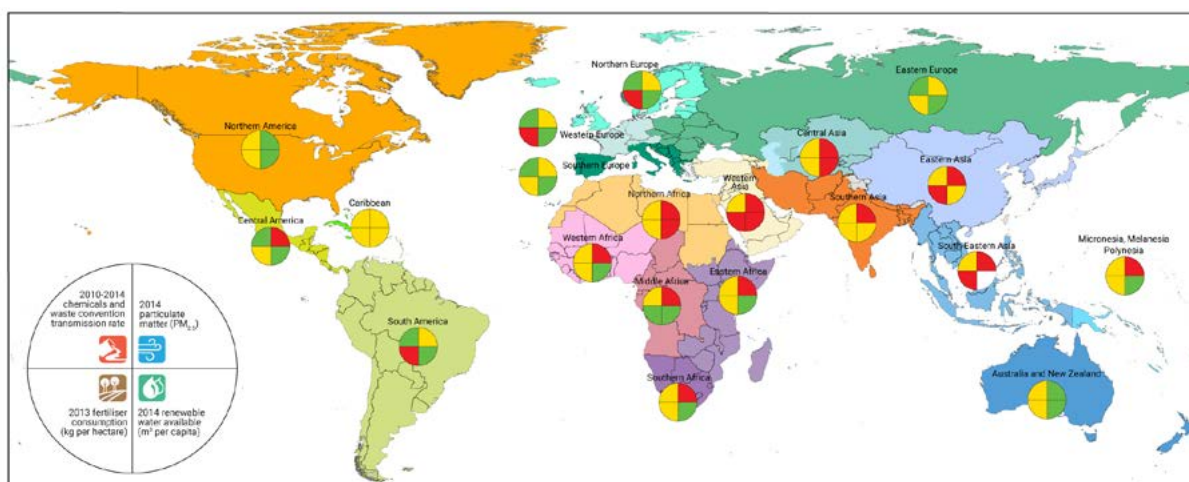 Northern Europe
Eastern Europe
Northern America
Western Europe
Central Asia
Eastern Asia
Southern Europe
Western
Asia
Northern Africa
Southern Asia
Caribbean
Central America
Western Africa
South-Eastern Asia
Micronesia, Melanesia
Polynesia
Middle Africa
Eastern Africa
South America
Southern Africa
Australia and New Zealand
2010-2014
chemicals and
waste convention
transmission rate
2014
particulate
matter (PM2.5)
2013 fertiliser
consumption
(kg per hectare)
2014 renewable
water available
(m³ per capita)